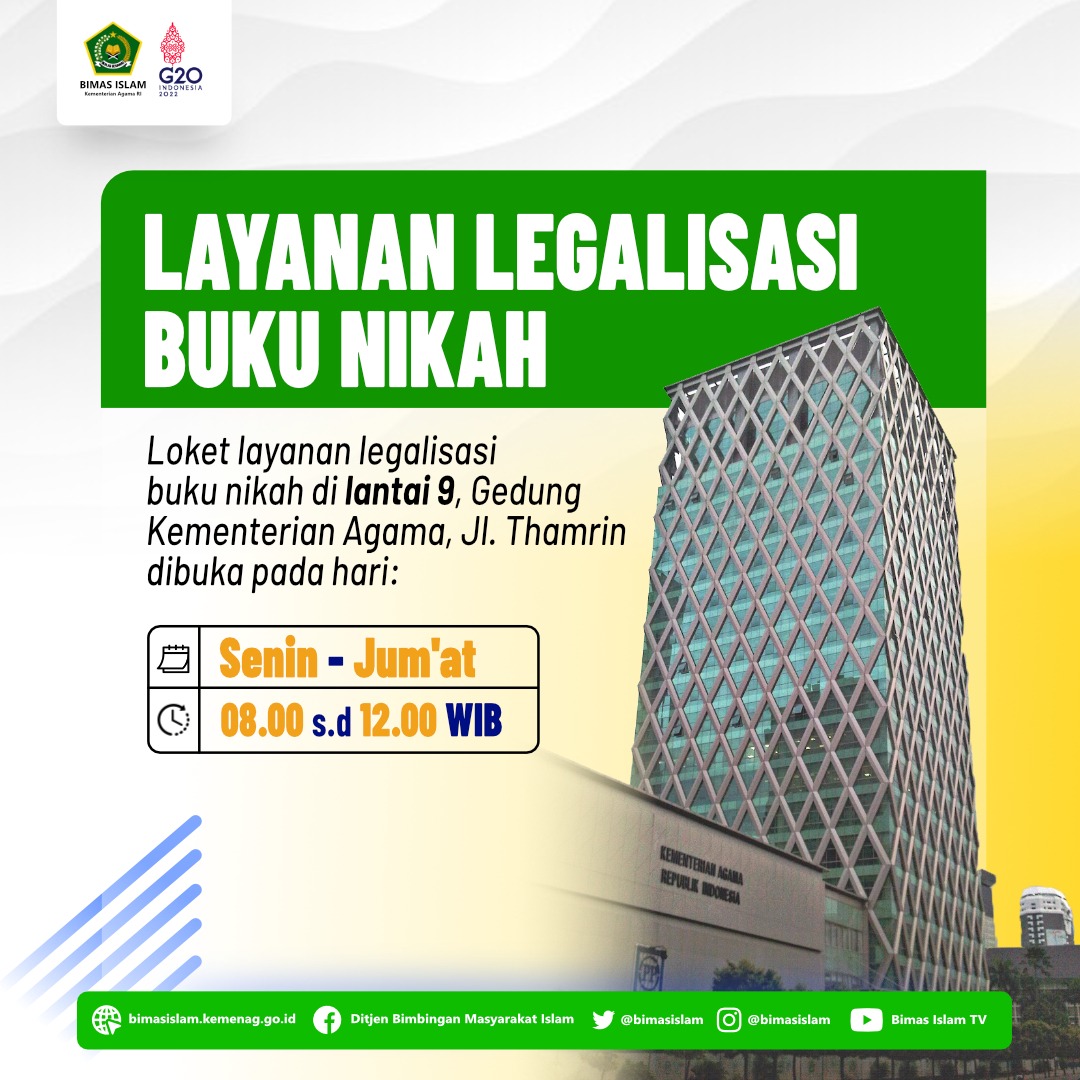 BIMAS ISLAM
Kementerian Agama RI
G20
INDONESIA
2022
LAYANAN LEGALISASI
BUKU NIKAH
Loket layanan legalisasi
buku nikah di lantai 9, Gedung
Kementerian Agama, Jl. Thamrin
dibuka pada hari:
Senin - Jum'at
08.00 s.d 12.00 WIB
KEMENTERIAN AGAMA
REPUBLIK INDONESIA
bimasislam.kemenag.go.id
Ditjen Bimbingan Masyarakat Islam
@bimasislam
@bimasislam
Bimas Islam TV